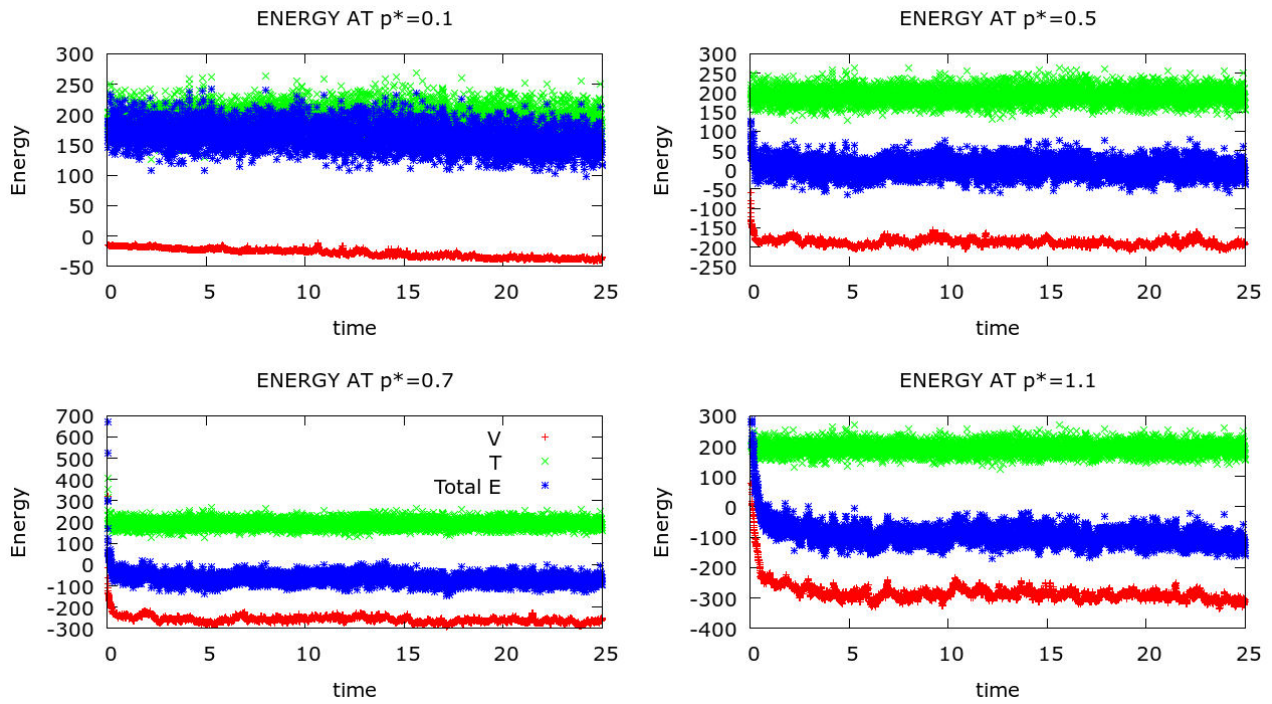 ENERGY AT p*=0.1
300
250
200
150
100
50
0
-50
Energy
0 5 10 15 20 25
time
ENERGY AT p*=0.5
300
250
200
150
100
50
0
-50
-100
-150
-200
-250
Energy
0 5 10 15 20 25
time
ENERGY AT p*=0.7
700
600
500
400
300
200
100
0
-100
-200
-300
Energy
V
T
Total E
0 5 10 15 20 25
time
ENERGY AT p*=1.1
300
200
100
0
-100
-200
-300
-400
Energy
0 5 10 15 20 25
time